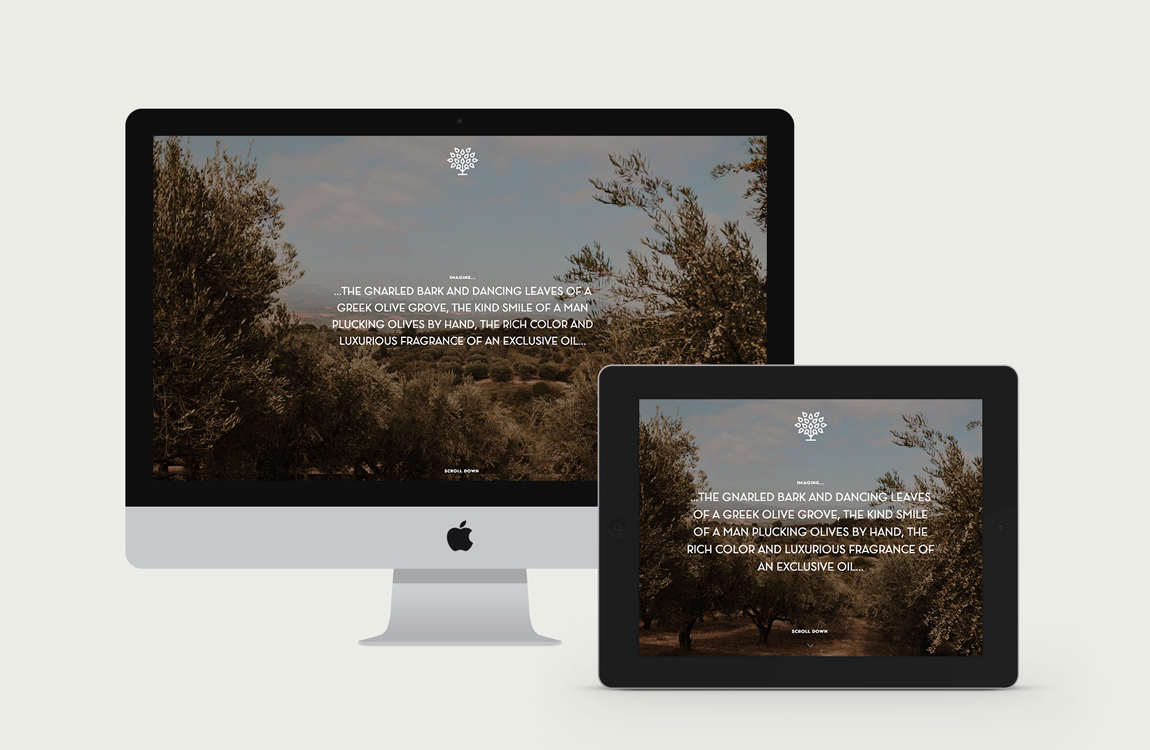 IMAGINE...
...THE GNARLED BARK AND DANCING LEAVES OF A
GREEK OLIVE GROVE, THE KIND SMILE OF A MAN
PLUCKING OLIVES BY HAND, THE RICH COLOR AND
LUXURIOUS FRAGRANCE OF AN EXCLUSIVE OIL...
SCROLL DOWN
IMAGINE...
...THE GNARLED BARK AND DANCING LEAVES
OF A GREEK OLIVE GROVE, THE KIND SMILE
OF A MAN PLUCKING OLIVES BY HAND, THE
RICH COLOR AND LUXURIOUS FRAGRANCE OF
AN EXCLUSIVE OIL...
SCROLL DOWN